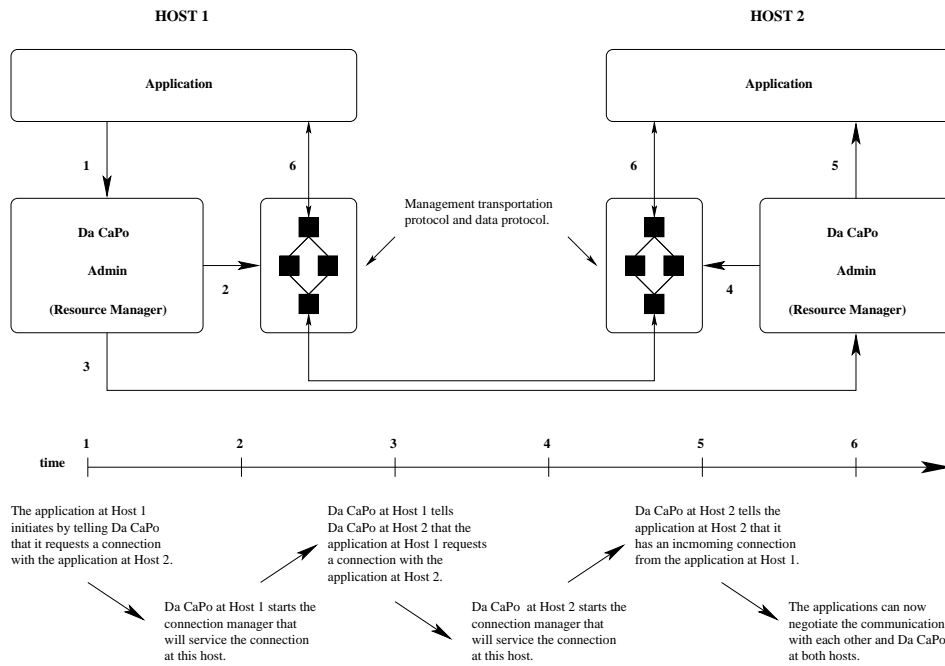 HOST 1
HOST 2
Application
Application
1
6
6
5
Management transportation
protocol and data protocol.
Da CaPo
Admin
(Resource Manager)
2
Da CaPo
Admin
(Resource Manager)
4
3
time
1
2
3
4
5
6
The application at Host 1
initiates by telling Da CaPo
that it requests a connection
with the application at Host 2.
Da CaPo at Host 1 starts the
connection manager that
will service the connection
at this host.
Da CaPo at Host 1 tells
Da CaPo at Host 2 that the
application at Host 1 requests
a connection with the
application at Host 2.
Da CaPo at Host 2 starts the
connection manager that
will service the connection
at this host.
Da CaPo at Host 2 tells the
application at Host 2 that it
has an incmoming connection
from the application at Host 1.
The applications can now
negotiate the communication
with each other and Da CaPo
at both hosts.